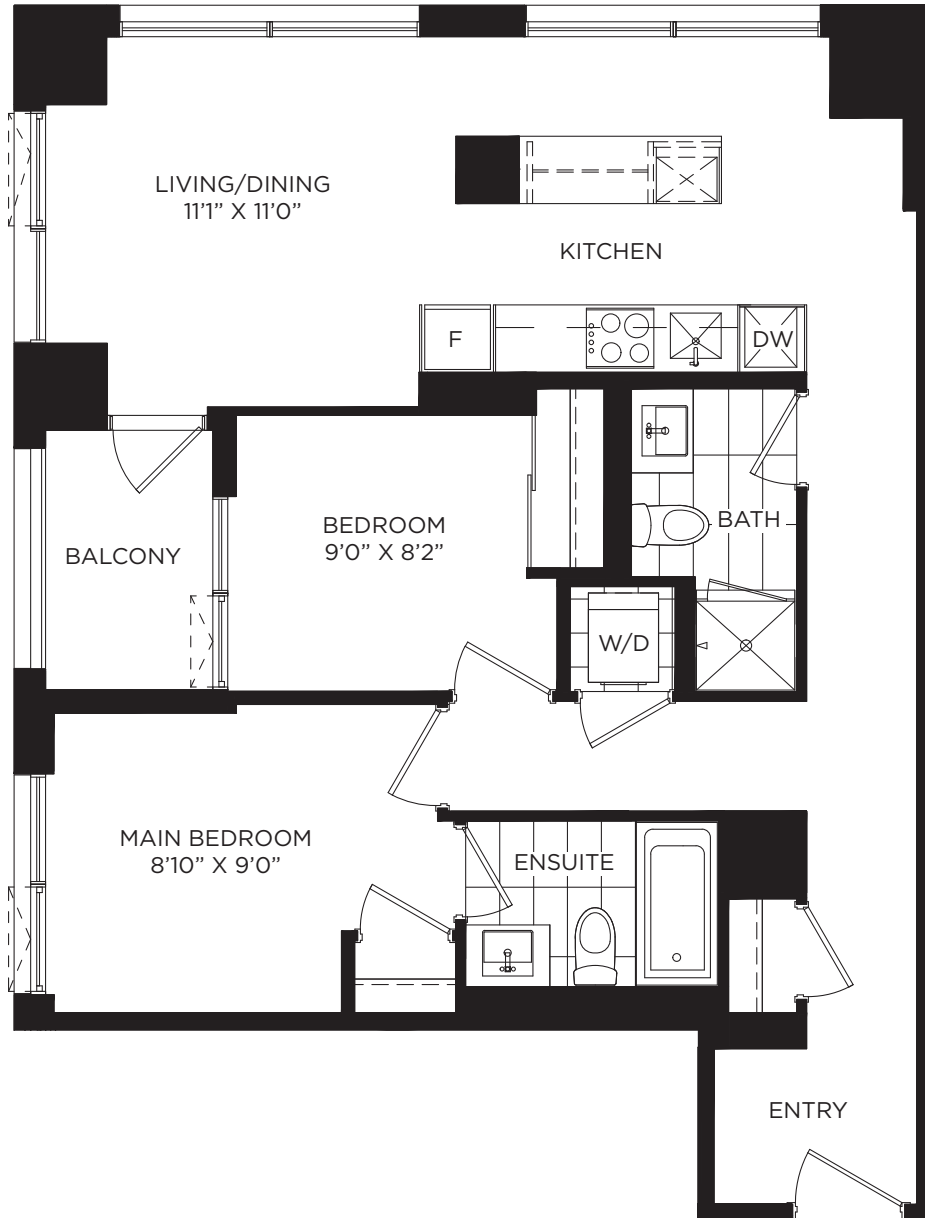 LIVING/DINING
11’1” X 11’0”
KITCHEN
F
DW
BEDROOM
9’0” X 8’2”
BATH
BALCONY
W/D
MAIN BEDROOM
8’10” X 9’0”
ENSUITE
ENTRY